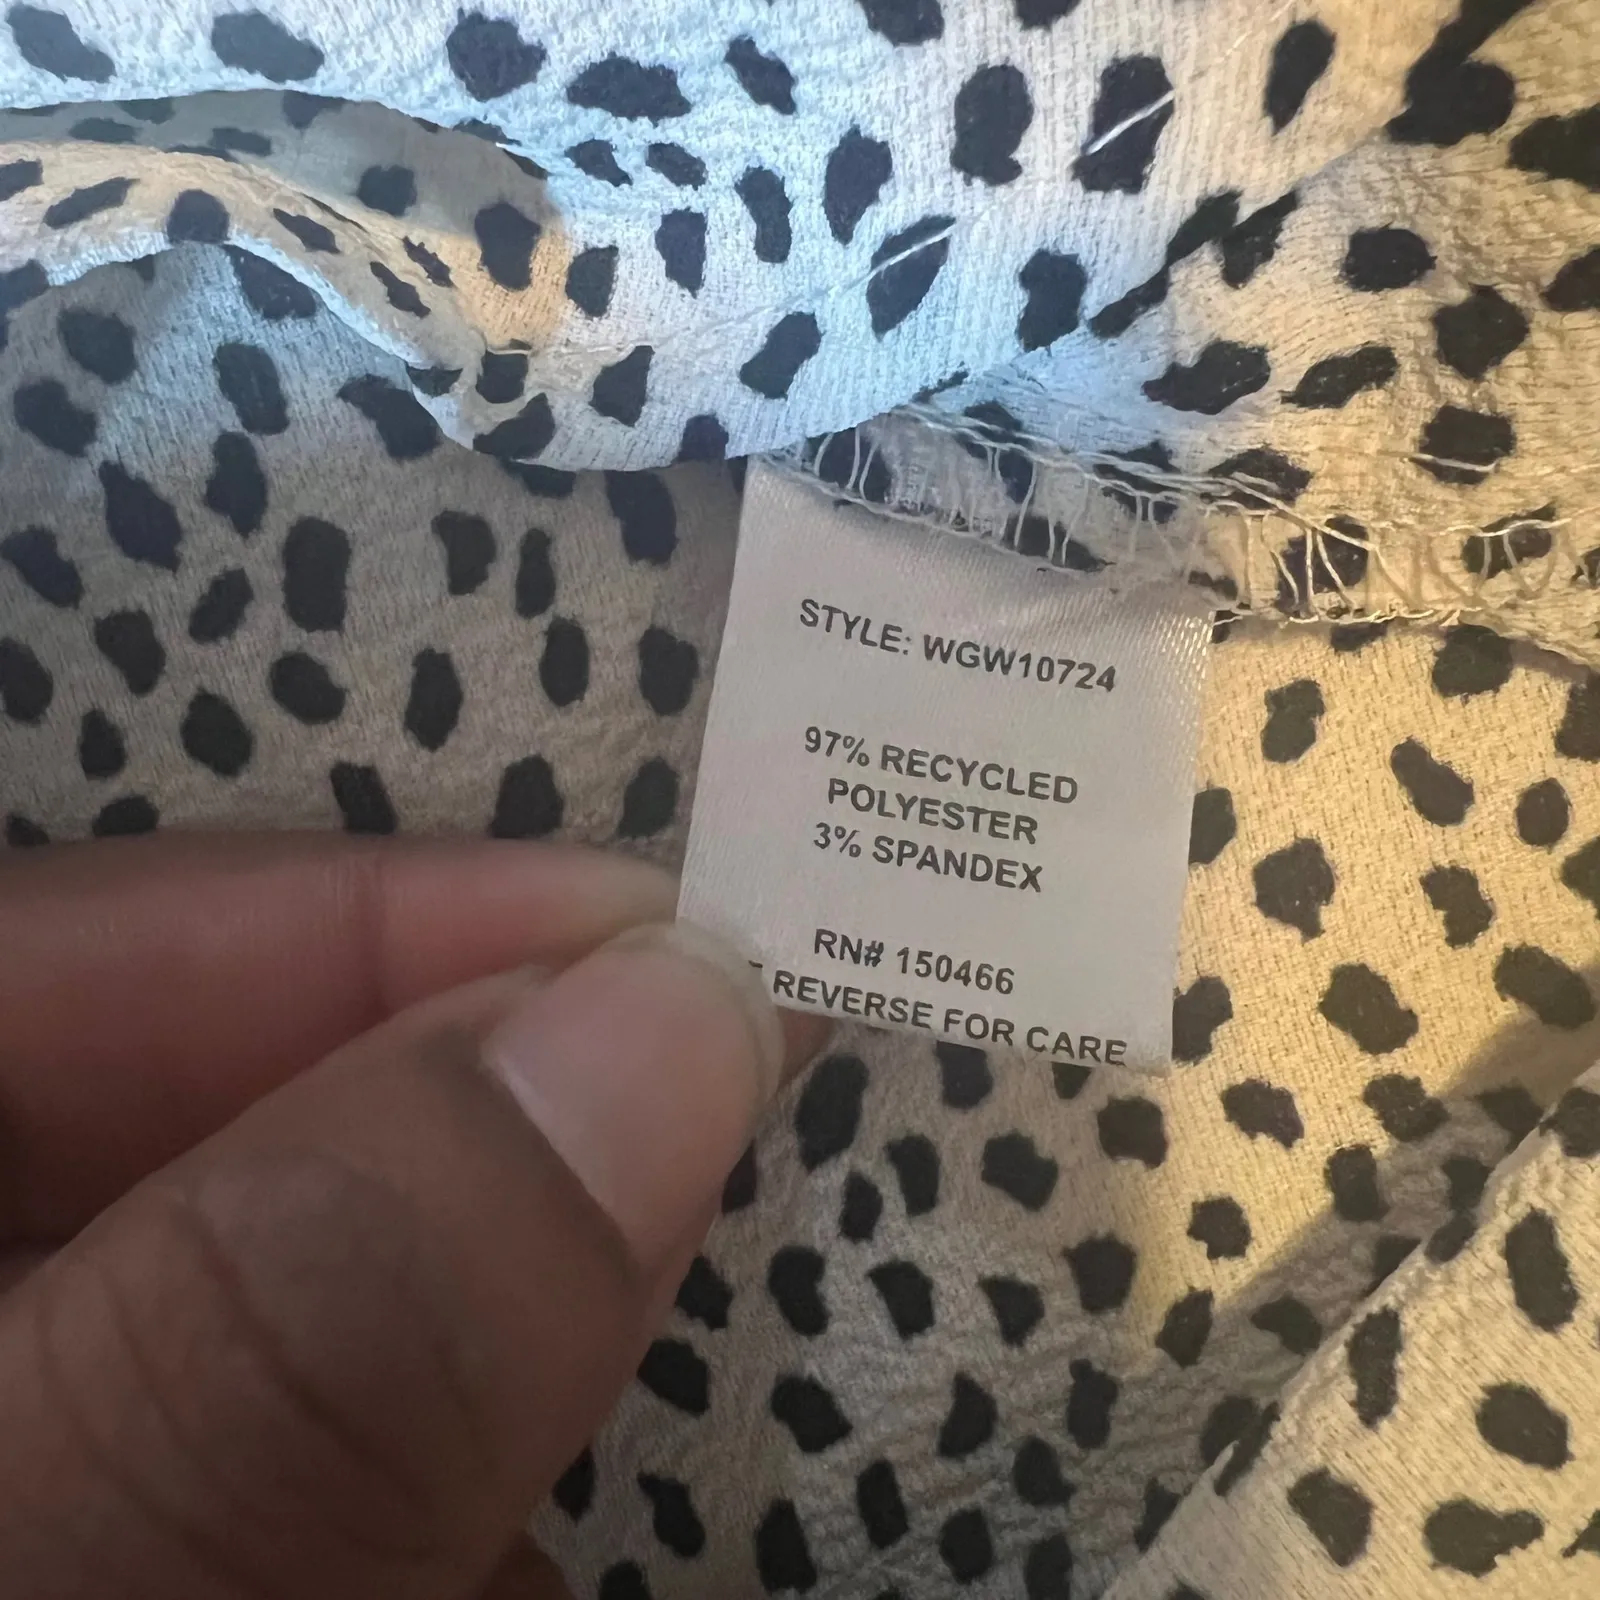 STYLE: WGW10724
97% RECYCLED
POLYESTER
3% SPANDEX
RN# 150466
REVERSE FOR CARE